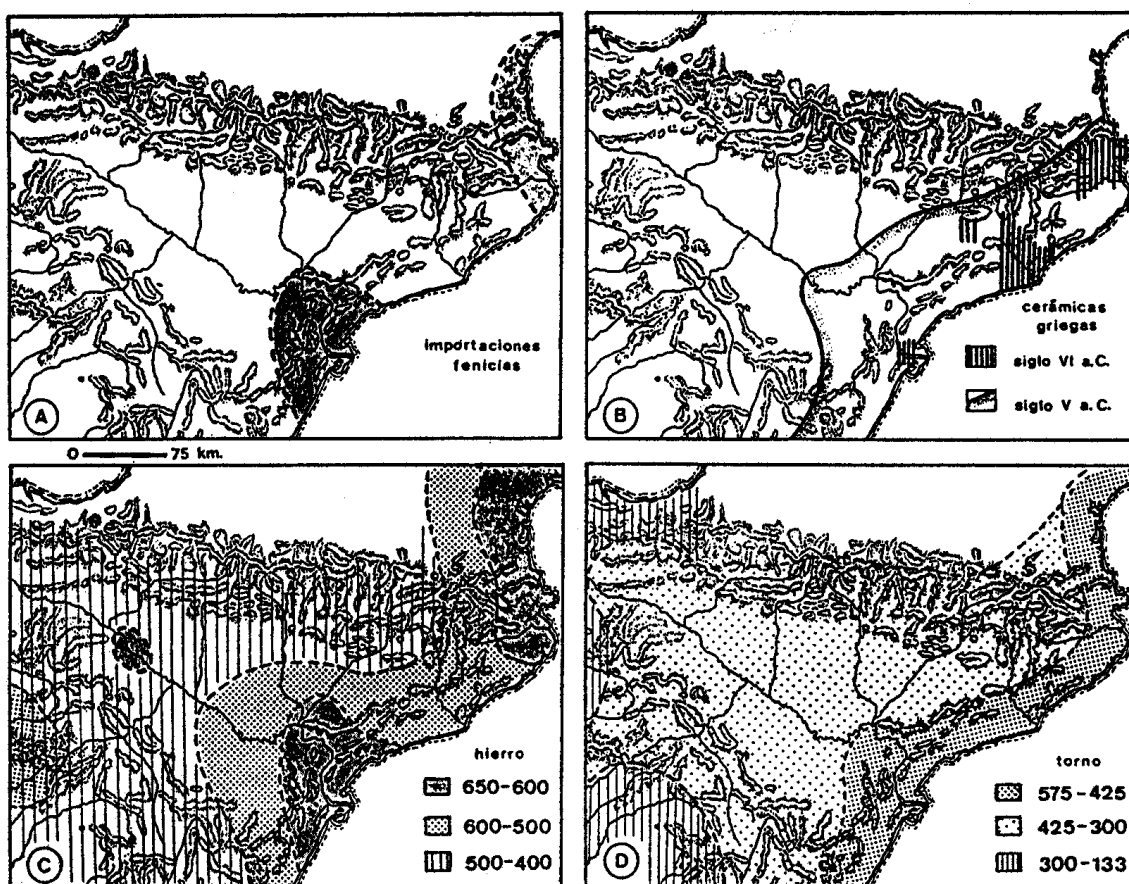 importaciones
fenicias
A
cerámicas
griegas
siglo VI a.C.
siglo V a.C.
B
0 75 km.
hierro
650-600
600-500
500-400
C
torno
575-425
425-300
300-133
D